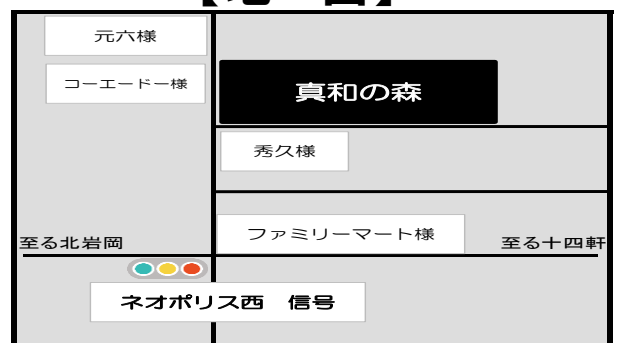 元六様
コーエードー様
真和の森
秀久様
ファミリーマート様
至る北岩岡
至る十四軒
ネオポリス西 信号